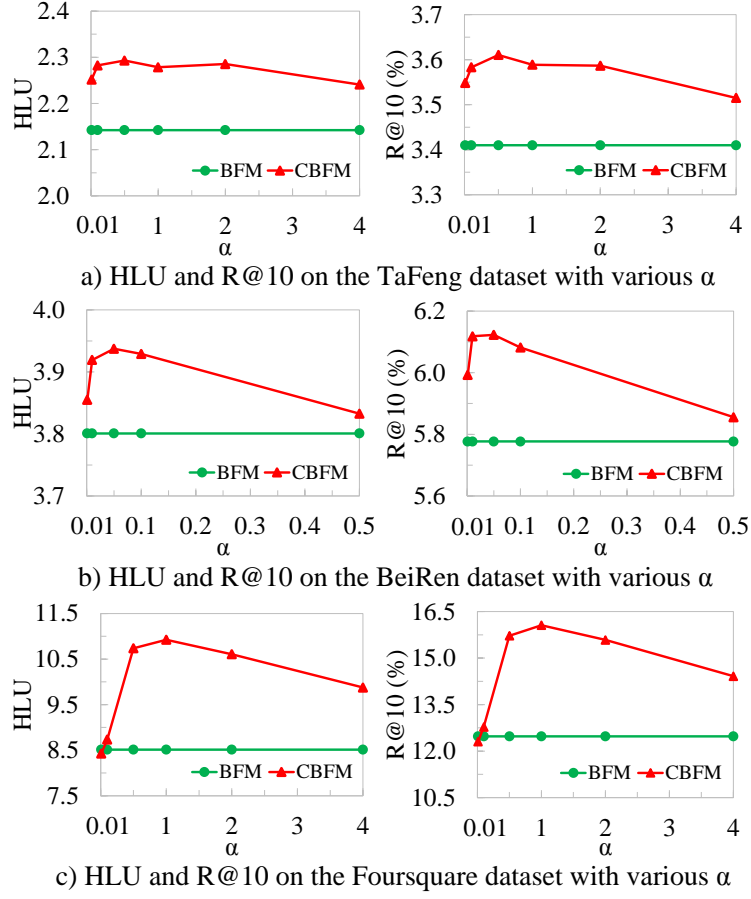 2.4
2.3
2.2
2.1
2.0
HLU
BFM CBFM
0.01 1 2 3 4
α
3.7
3.6
3.5
3.4
3.3
R@10 (%)
BFM CBFM
0.01 1 2 3 4
α
a) HLU and R@10 on the TaFeng dataset with various α
4.0
3.9
3.8
3.7
HLU
BFM CBFM
0.01 0.1 0.2 0.3 0.4 0.5
α
6.2
6.0
5.8
5.6
R@10 (%)
BFM CBFM
0.01 0.1 0.2 0.3 0.4 0.5
α
b) HLU and R@10 on the BeiRen dataset with various α
11.5
10.5
9.5
8.5
7.5
HLU
BFM CBFM
0.01 1 2 3 4
α
16.5
15.0
13.5
12.0
10.5
R@10 (%)
BFM CBFM
0.01 1 2 3 4
α
c) HLU and R@10 on the Foursquare dataset with various α